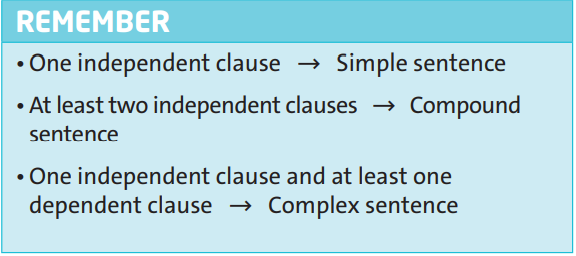 REMEMBER
• One independent clause → Simple sentence
• At least two independent clauses → Compound
sentence
• One independent clause and at least one
dependent clause → Complex sentence